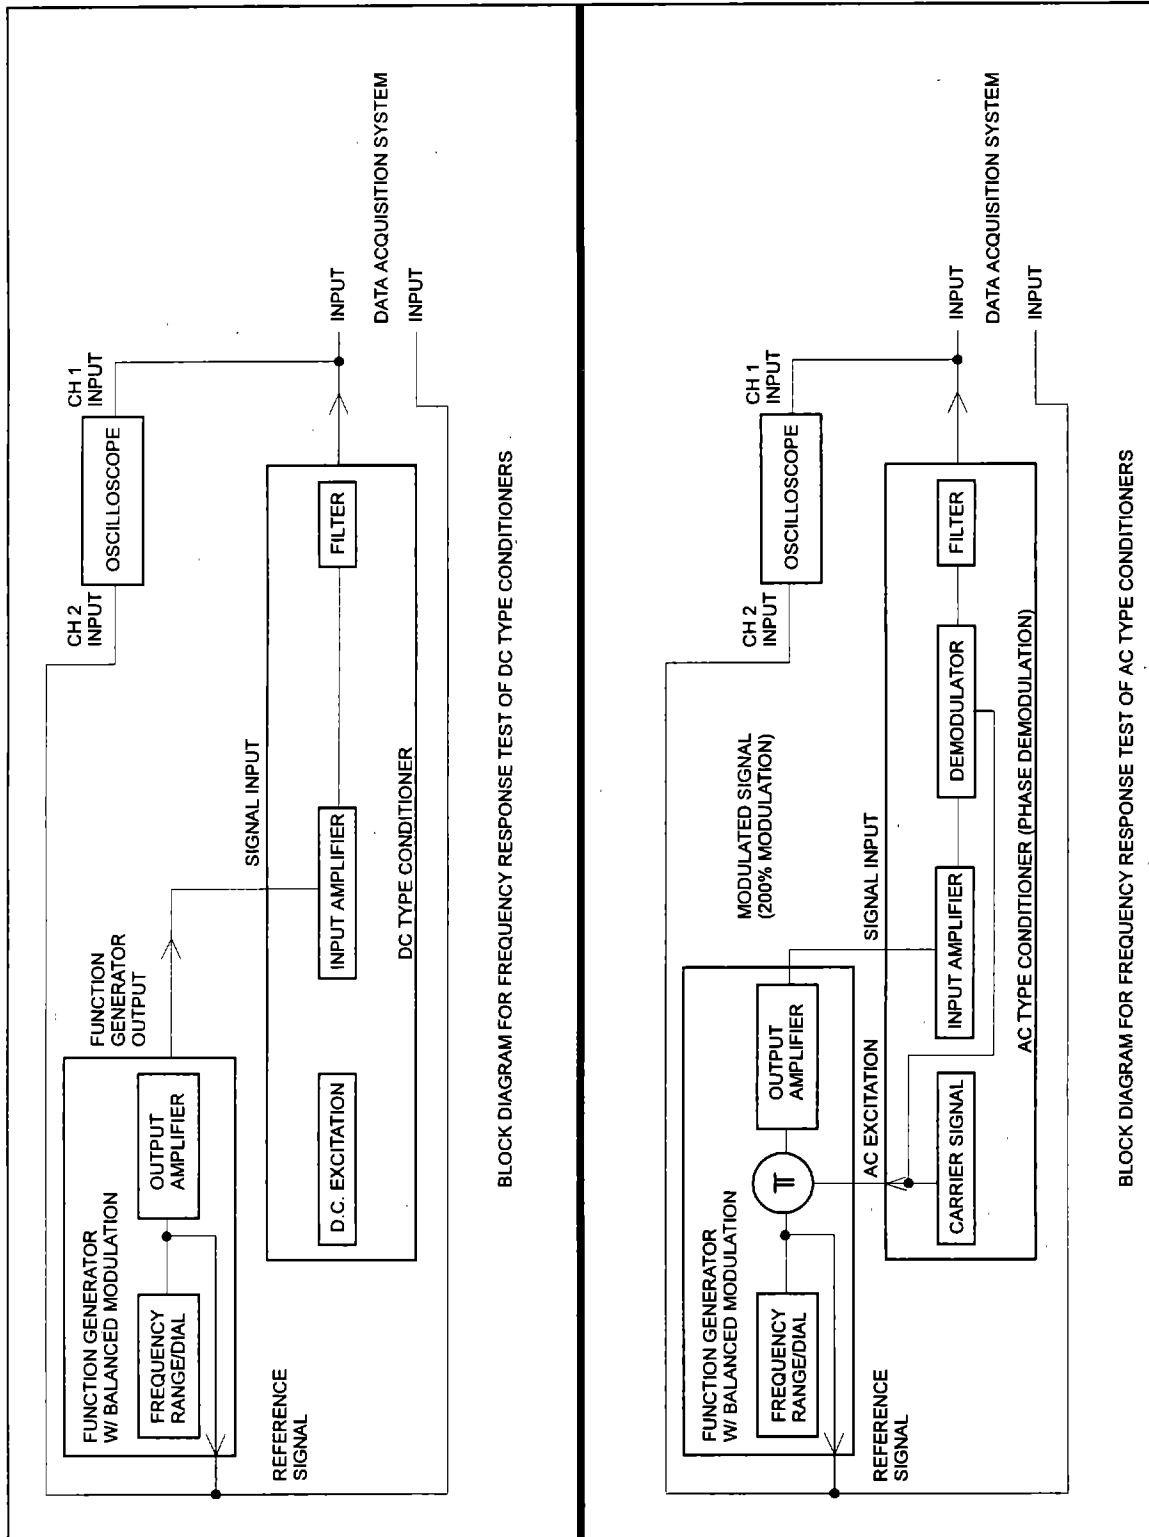 FUNCTION GENERATOR
W/ BALANCED MODULATION
FREQUENCY
RANGE/DIAL
OUTPUT
AMPLIFIER
REFERENCE
SIGNAL
FUNCTION
GENERATOR
OUTPUT
SIGNAL INPUT
D.C. EXCITATION
INPUT AMPLIFIER
FILTER
DC TYPE CONDITIONER
CH 2
INPUT
OSCILLOSCOPE
CH 1
INPUT
INPUT
DATA ACQUISITION SYSTEM
INPUT
BLOCK DIAGRAM FOR FREQUENCY RESPONSE TEST OF DC TYPE CONDITIONERS
FUNCTION GENERATOR
W/ BALANCED MODULATION
FREQUENCY
RANGE/DIAL
π
OUTPUT
AMPLIFIER
REFERENCE
SIGNAL
AC EXCITATION
MODULATED SIGNAL
(200% MODULATION)
SIGNAL INPUT
CARRIER SIGNAL
INPUT AMPLIFIER
DEMODULATOR
FILTER
AC TYPE CONDITIONER (PHASE DEMODULATION)
CH 2
INPUT
OSCILLOSCOPE
CH 1
INPUT
INPUT
DATA ACQUISITION SYSTEM
INPUT
BLOCK DIAGRAM FOR FREQUENCY RESPONSE TEST OF AC TYPE CONDITIONERS